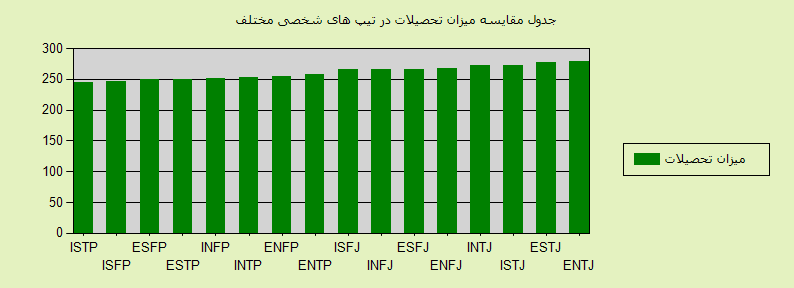 جدول مقایسه میزان تحصیلات در تیپ های شخصی مختلف
300
250
200
150
100
50
0
میزان تحصیلات
ISTP ESFP INFP ENFP ISFJ ESFJ INTJ ESTJ
ISFP ESTP INTP ENTP INFJ ENFJ ISTJ ENTJ